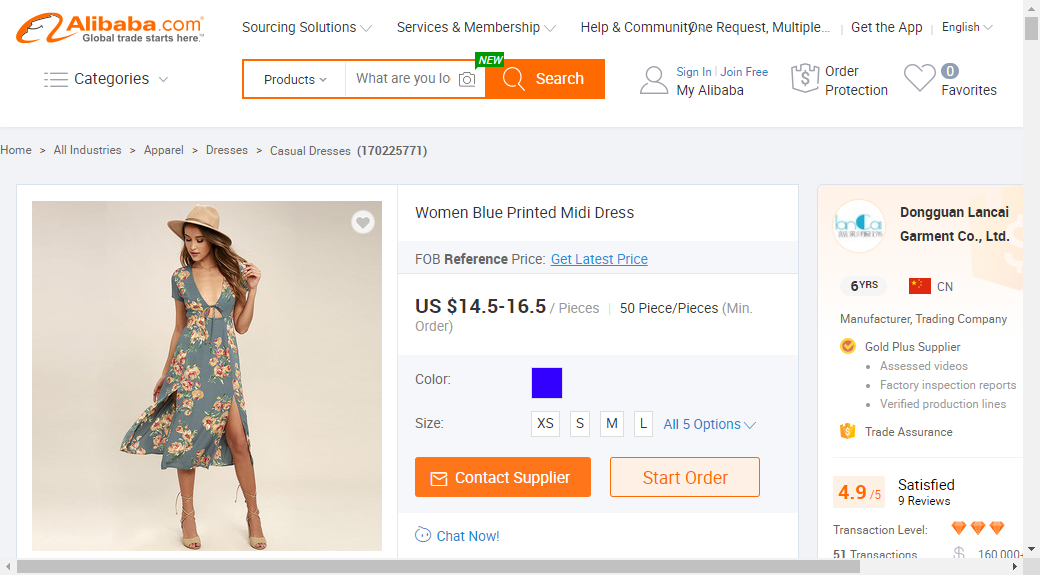 Alibaba.com
Global trade starts here.™
Sourcing Solutions
Services & Membership
Help & Community
One Request, Multiple...
Get the App
English
Categories
Products
What are you lo
NEW
Search
Sign In | Join Free
My Alibaba
Order
Protection
0
Favorites
Home > All Industries > Apparel > Dresses > Casual Dresses (170225771)
Women Blue Printed Midi Dress
FOB Reference Price: Get Latest Price
US $14.5-16.5 / Pieces | 50 Piece/Pieces (Min.
Order)
Color:
Size: XS S M L All 5 Options
Contact Supplier
Start Order
Chat Now!
LanCai
Dongguan Lancai
Garment Co., Ltd.
6YRS
CN
Manufacturer, Trading Company
Gold Plus Supplier
Assessed videos
Factory inspection reports
Verified production lines
Trade Assurance
4.9/5
Satisfied
9 Reviews
Transaction Level:
51 Transactions
$ 160,000+